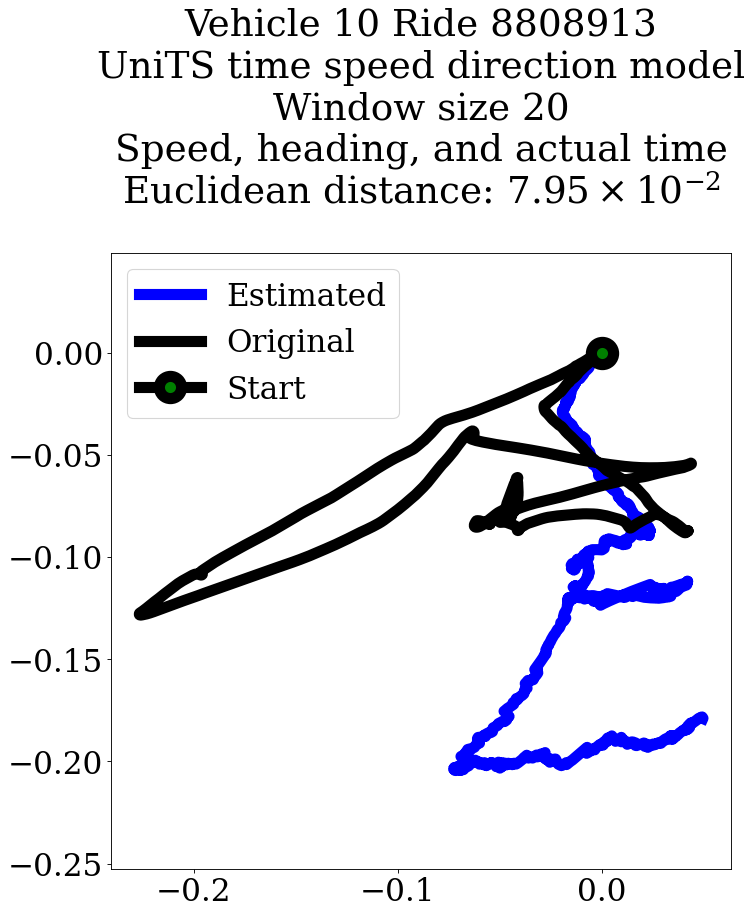 Vehicle 10 Ride 8808913
UniTS time speed direction model
Window size 20
Speed, heading, and actual time
Euclidean distance: 7.95 × 10⁻²
Estimated
Original
Start
0.00
−0.05
−0.10
−0.15
−0.20
−0.25
−0.2
−0.1
0.0